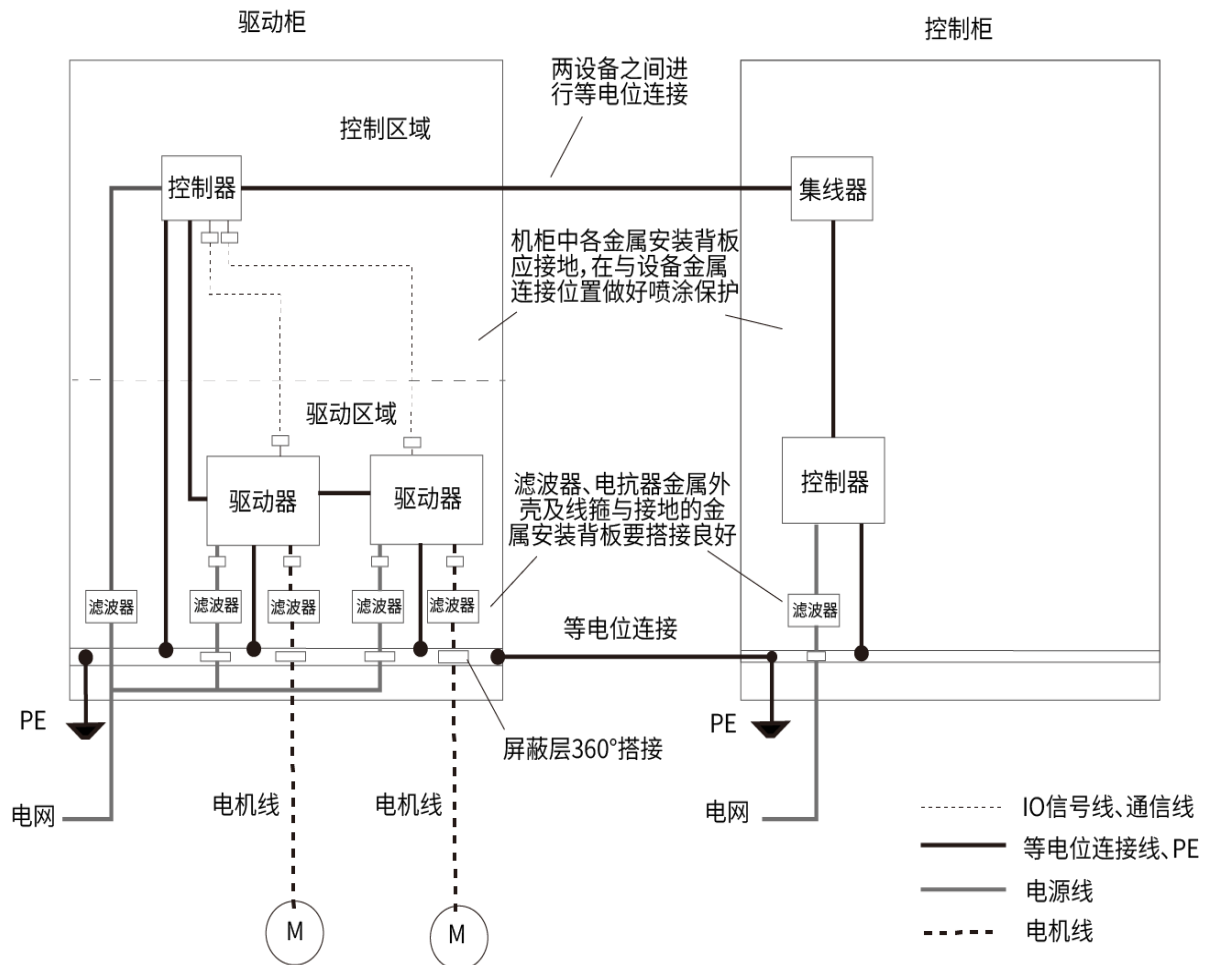 驱动柜
控制柜
两设备之间进
行等电位连接
控制区域
控制器
集线器
机柜中各金属安装背板
应接地，在与设备金属
连接位置做好喷涂保护
驱动区域
驱动器
驱动器
控制器
滤波器、电抗器金属外
壳及线箍与接地的金
属安装背板要搭接良好
滤波器
滤波器
滤波器
滤波器
滤波器
滤波器
等电位连接
PE
PE
屏蔽层360°搭接
电网
电机线
电机线
电网
IO信号线、通信线
等电位连接线、PE
电源线
电机线
M
M